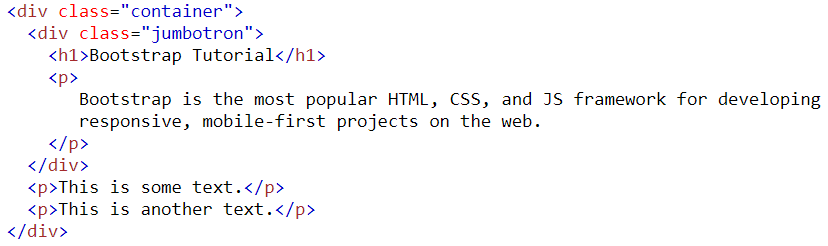 <div class="container">
  <div class="jumbotron">
    <h1>Bootstrap Tutorial</h1>
    <p>
       Bootstrap is the most popular HTML, CSS, and JS framework for developing
       responsive, mobile-first projects on the web.
    </p>
  </div>
  <p>This is some text.</p>
  <p>This is another text.</p>
</div>